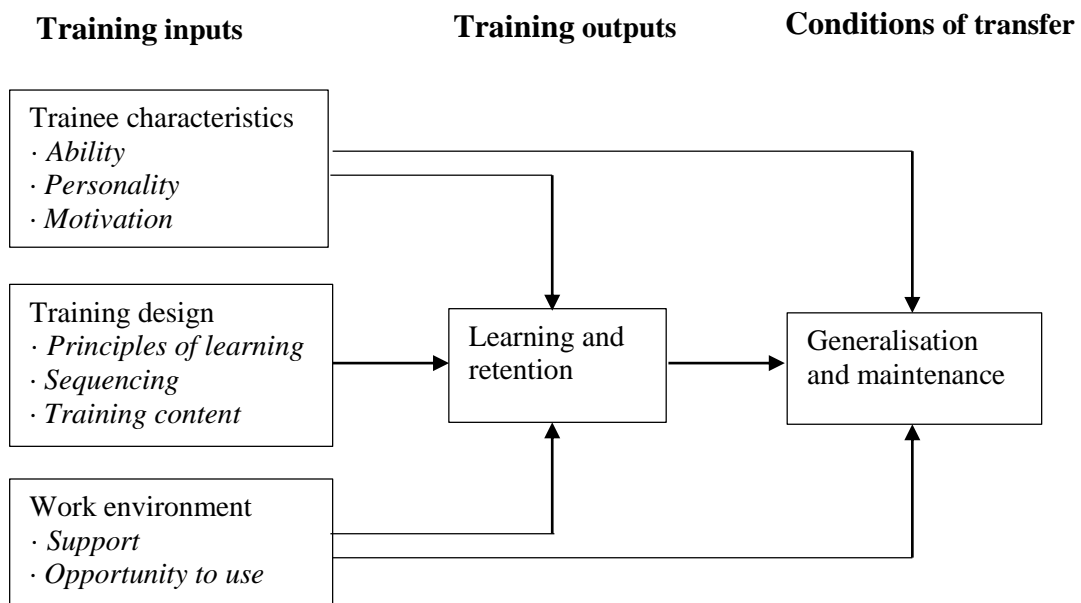 Training inputs
Training outputs
Conditions of transfer
Trainee characteristics
· Ability
· Personality
· Motivation
Training design
· Principles of learning
· Sequencing
· Training content
Learning and
retention
Generalisation
and maintenance
Work environment
· Support
· Opportunity to use